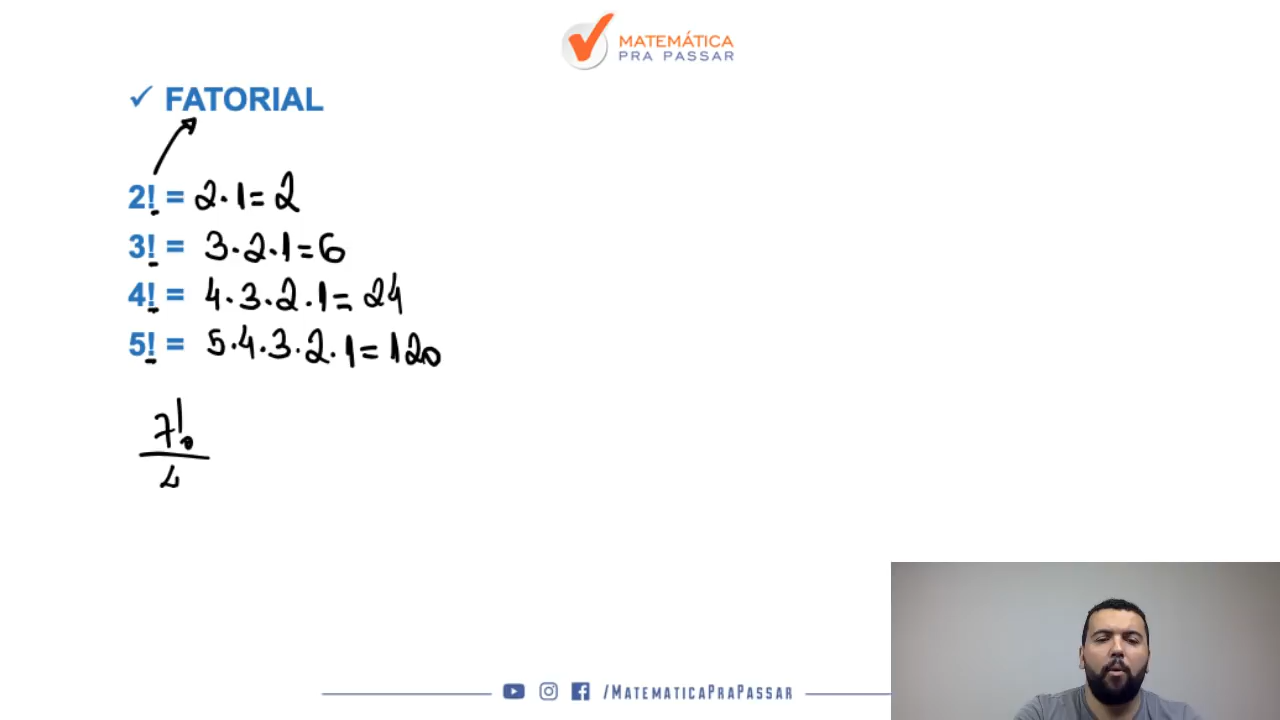 MATEMÁTICA
PRA PASSAR
✓ FATORIAL
2! = 2·1=2
3! = 3·2·1=6
4! = 4·3·2·1=24
5! = 5·4·3·2·1=120
7!
4
/MATEMATICAPRAPASSAR